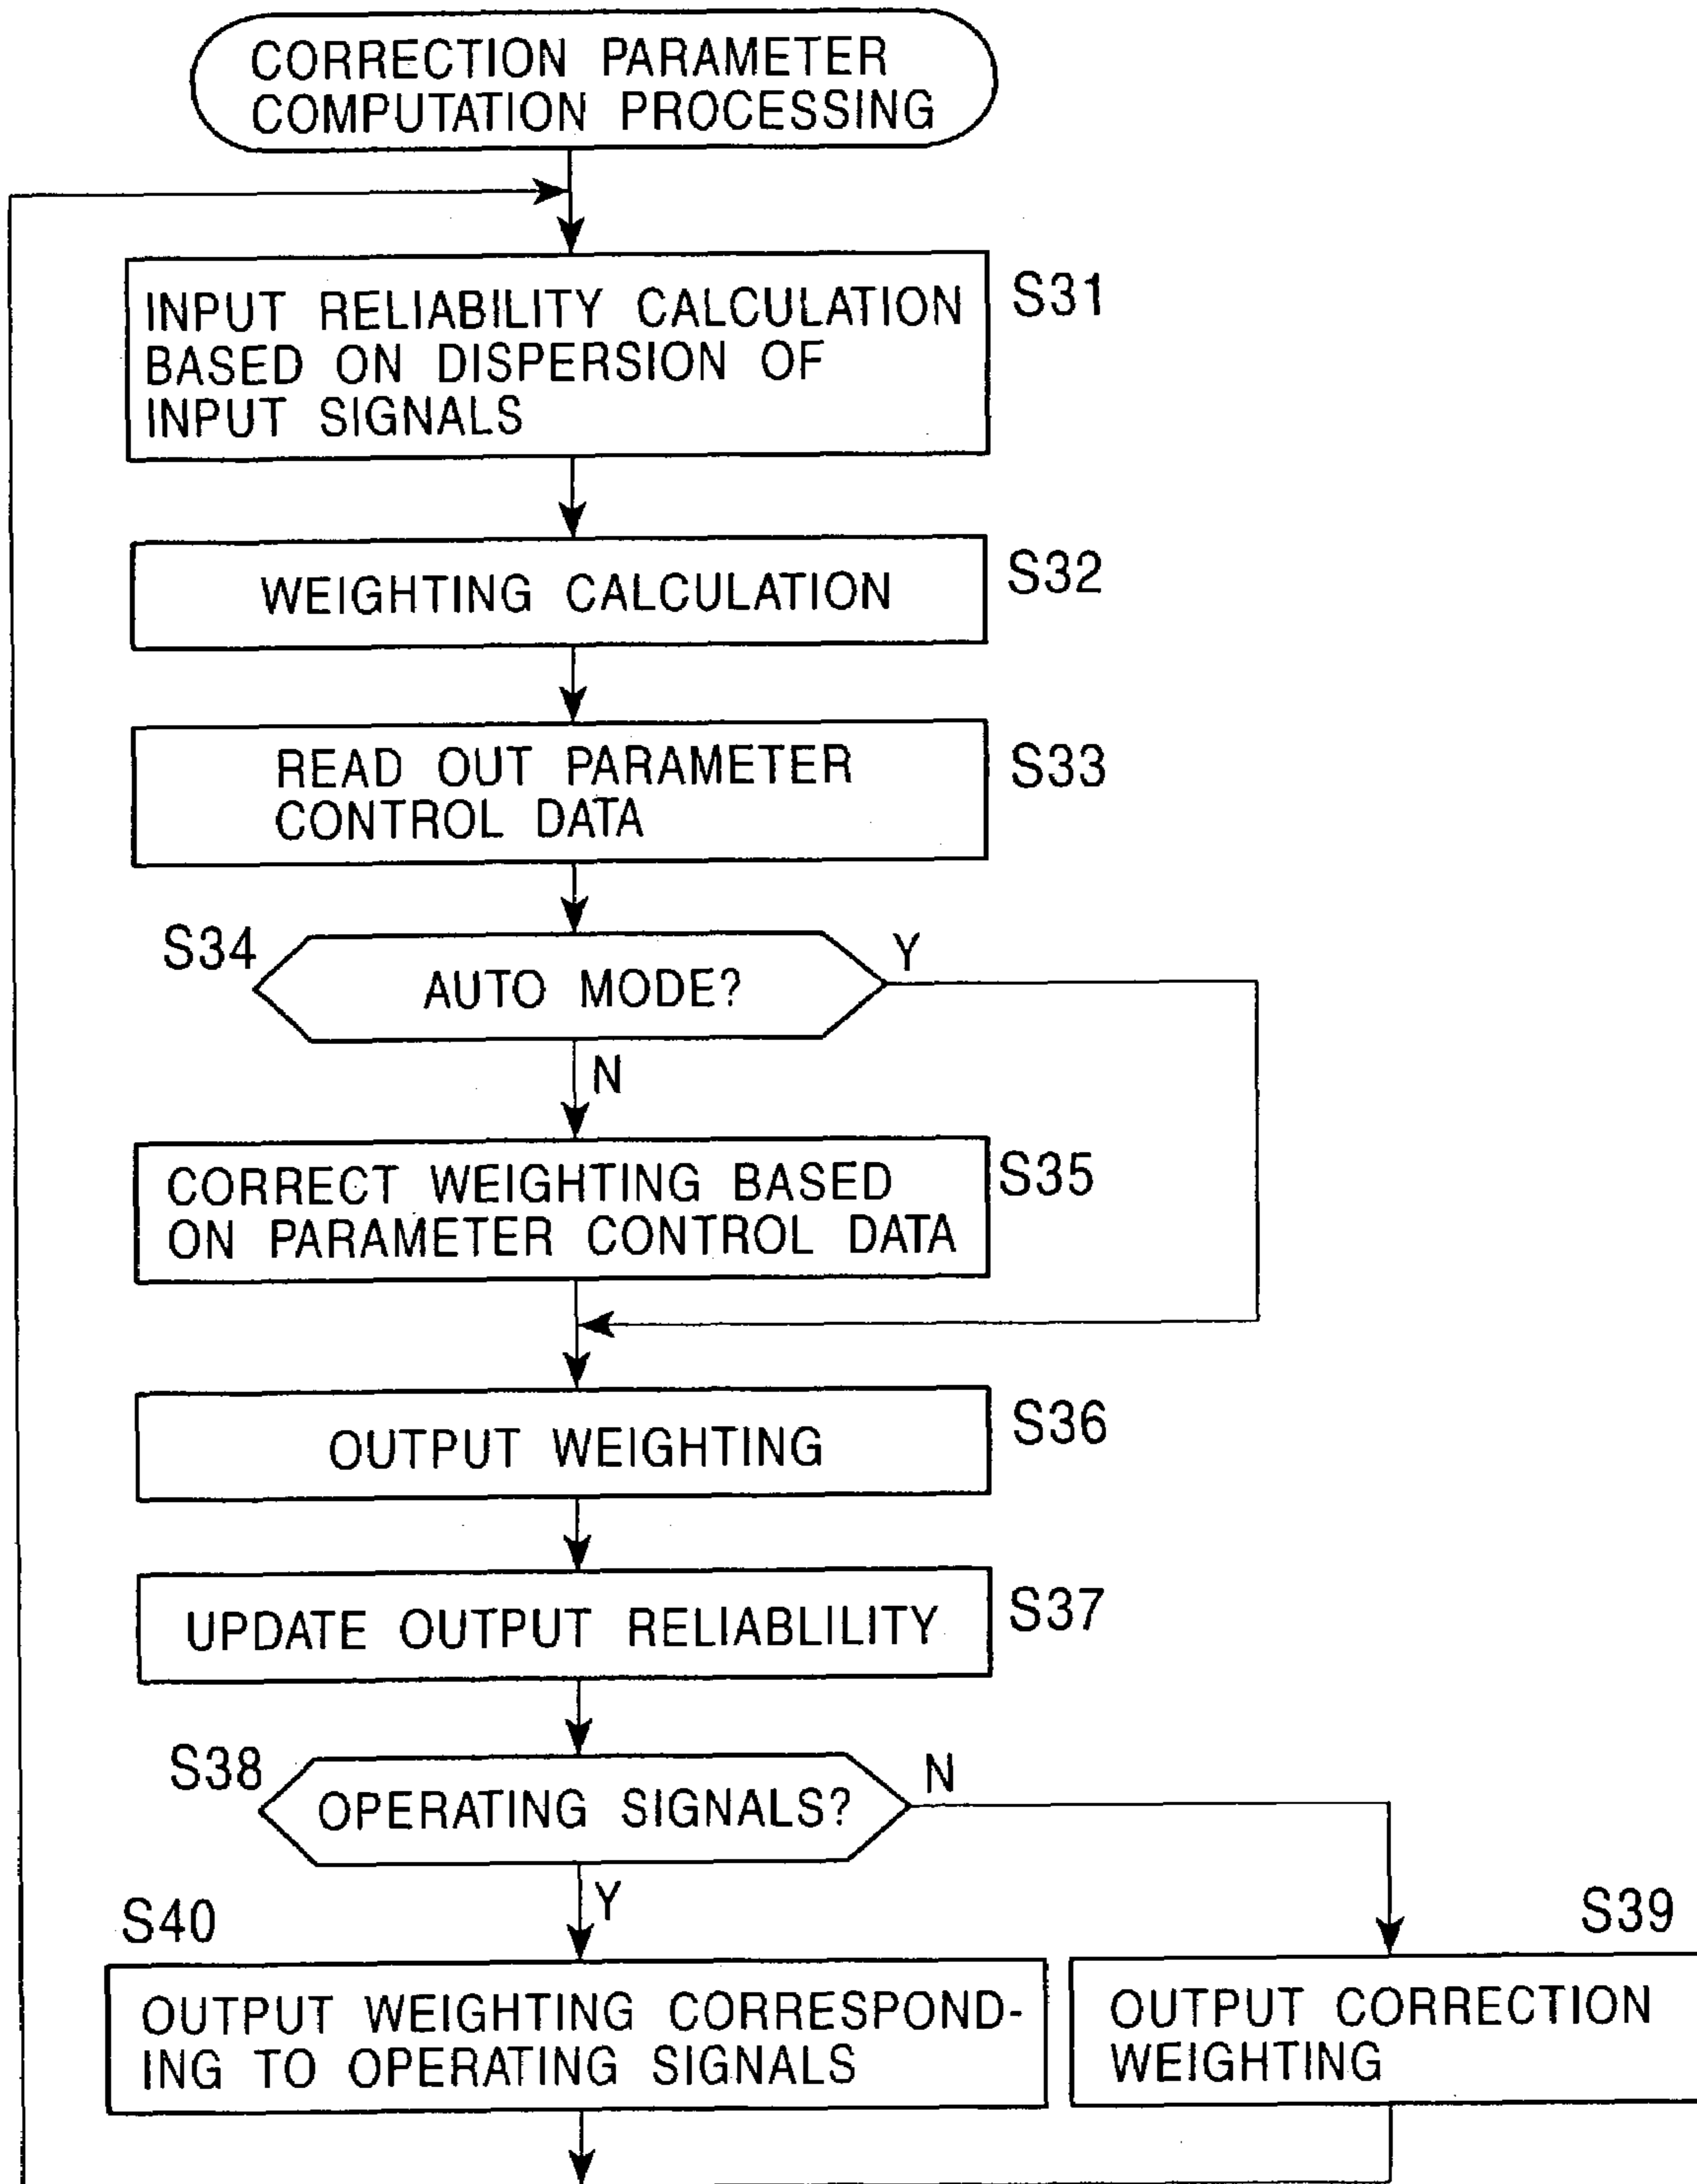 CORRECTION PARAMETER
COMPUTATION PROCESSING
INPUT RELIABILITY CALCULATION
BASED ON DISPERSION OF
INPUT SIGNALS
S31
WEIGHTING CALCULATION
S32
READ OUT PARAMETER
CONTROL DATA
S33
S34
AUTO MODE?
Y
N
CORRECT WEIGHTING BASED
ON PARAMETER CONTROL DATA
S35
OUTPUT WEIGHTING
S36
UPDATE OUTPUT RELIABLILITY
S37
S38
OPERATING SIGNALS?
N
Y
S40
OUTPUT WEIGHTING CORRESPOND-
ING TO OPERATING SIGNALS
S39
OUTPUT CORRECTION
WEIGHTING